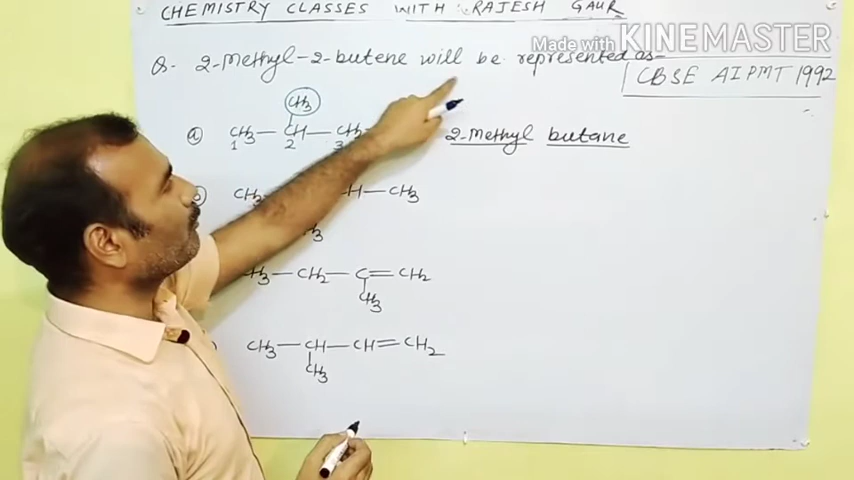 CHEMISTRY CLASSES WITH RAJESH GAUR
Made with KINEMASTER
Q- 2-Methyl-2-butene will be represented as-
CBSE AIPMT 1992
CH3
(a) CH3 — CH — CH3 2-Methyl butane
1 2 3
(b) CH3 H — CH3
H3
H3 — CH2 — C = CH2
CH3
CH3 — CH — CH = CH2
CH3